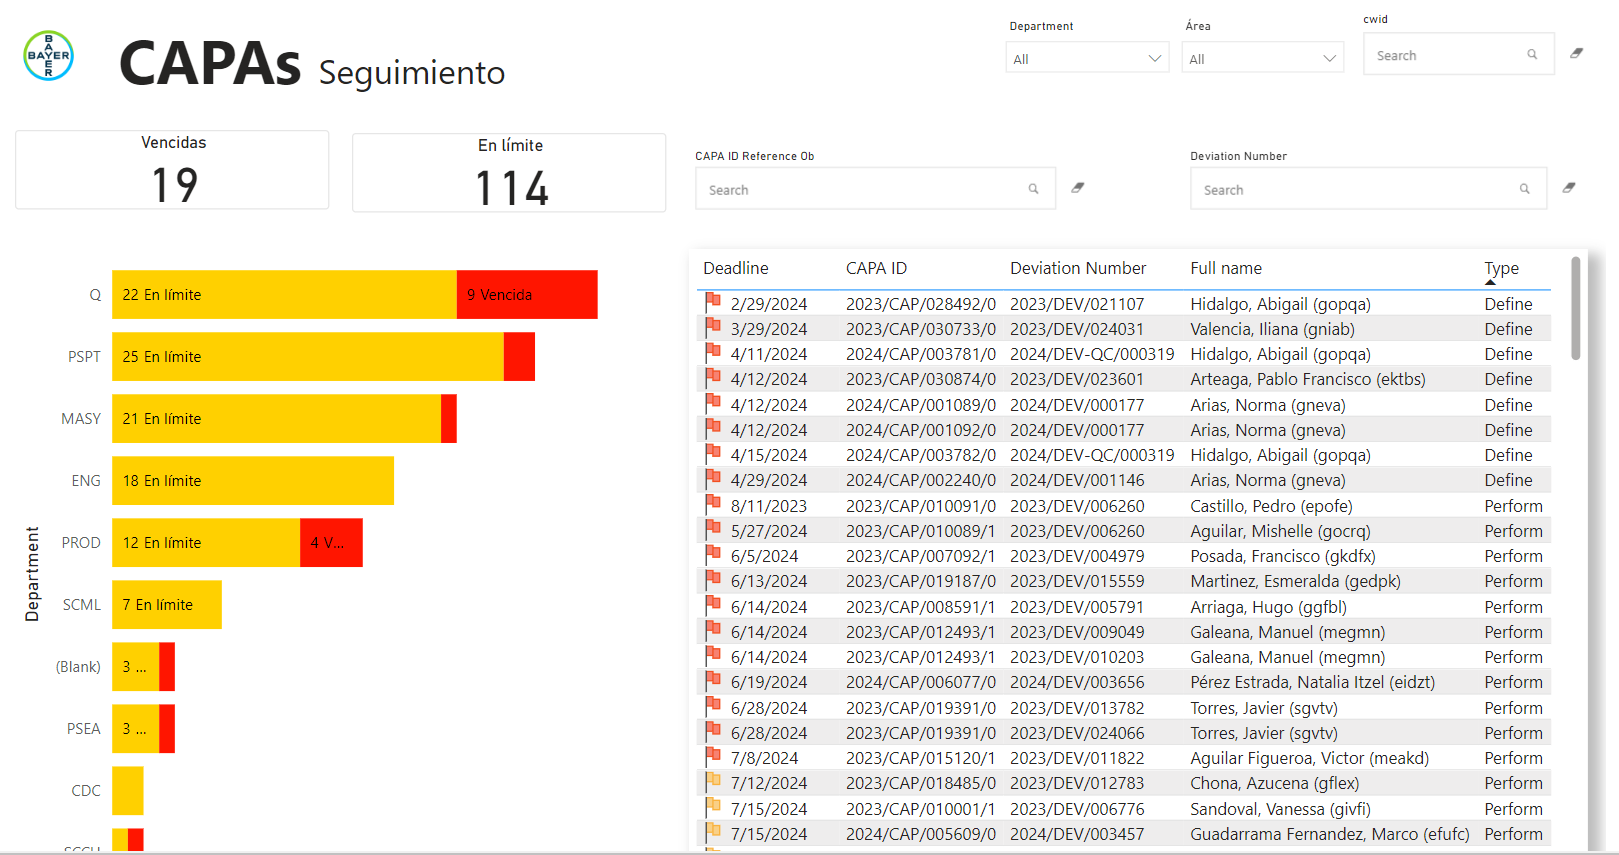 BAYER
BAYER
CAPAs Seguimiento
Department
All
Área
All
cwid
Search
Vencidas
19
En límite
114
CAPA ID Reference Ob
Search
Deviation Number
Search
Department
Q 22 En límite 9 Vencida
PSPT 25 En límite
MASY 21 En límite
ENG 18 En límite
PROD 12 En límite 4 V...
SCML 7 En límite
(Blank) 3 ...
PSEA 3 ...
CDC
Deadline CAPA ID Deviation Number Full name Type
2/29/2024 2023/CAP/028492/0 2023/DEV/021107 Hidalgo, Abigail (gopqa) Define
3/29/2024 2023/CAP/030733/0 2023/DEV/024031 Valencia, Iliana (gniab) Define
4/11/2024 2024/CAP/003781/0 2024/DEV-QC/000319 Hidalgo, Abigail (gopqa) Define
4/12/2024 2023/CAP/030874/0 2023/DEV/023601 Arteaga, Pablo Francisco (ektbs) Define
4/12/2024 2024/CAP/001089/0 2024/DEV/000177 Arias, Norma (gneva) Define
4/12/2024 2024/CAP/001092/0 2024/DEV/000177 Arias, Norma (gneva) Define
4/15/2024 2024/CAP/003782/0 2024/DEV-QC/000319 Hidalgo, Abigail (gopqa) Define
4/29/2024 2024/CAP/002240/0 2024/DEV/001146 Arias, Norma (gneva) Define
8/11/2023 2023/CAP/010091/0 2023/DEV/006260 Castillo, Pedro (epofe) Perform
5/27/2024 2023/CAP/010089/1 2023/DEV/006260 Aguilar, Mishelle (gocrq) Perform
6/5/2024 2023/CAP/007092/1 2023/DEV/004979 Posada, Francisco (gkdfx) Perform
6/13/2024 2023/CAP/019187/0 2023/DEV/015559 Martinez, Esmeralda (gedpk) Perform
6/14/2024 2023/CAP/008591/1 2023/DEV/005791 Arriaga, Hugo (ggfbl) Perform
6/14/2024 2023/CAP/012493/1 2023/DEV/009049 Galeana, Manuel (megmn) Perform
6/14/2024 2023/CAP/012493/1 2023/DEV/010203 Galeana, Manuel (megmn) Perform
6/19/2024 2024/CAP/006077/0 2024/DEV/003656 Pérez Estrada, Natalia Itzel (eidzt) Perform
6/28/2024 2023/CAP/019391/0 2023/DEV/013782 Torres, Javier (sgvtv) Perform
6/28/2024 2023/CAP/019391/0 2023/DEV/024066 Torres, Javier (sgvtv) Perform
7/8/2024 2023/CAP/015120/1 2023/DEV/011822 Aguilar Figueroa, Victor (meakd) Perform
7/12/2024 2023/CAP/018485/0 2023/DEV/012783 Chona, Azucena (gflex) Perform
7/15/2024 2023/CAP/010001/1 2023/DEV/006776 Sandoval, Vanessa (givfi) Perform
7/15/2024 2024/CAP/005609/0 2024/DEV/003457 Guadarrama Fernandez, Marco (efufc) Perform